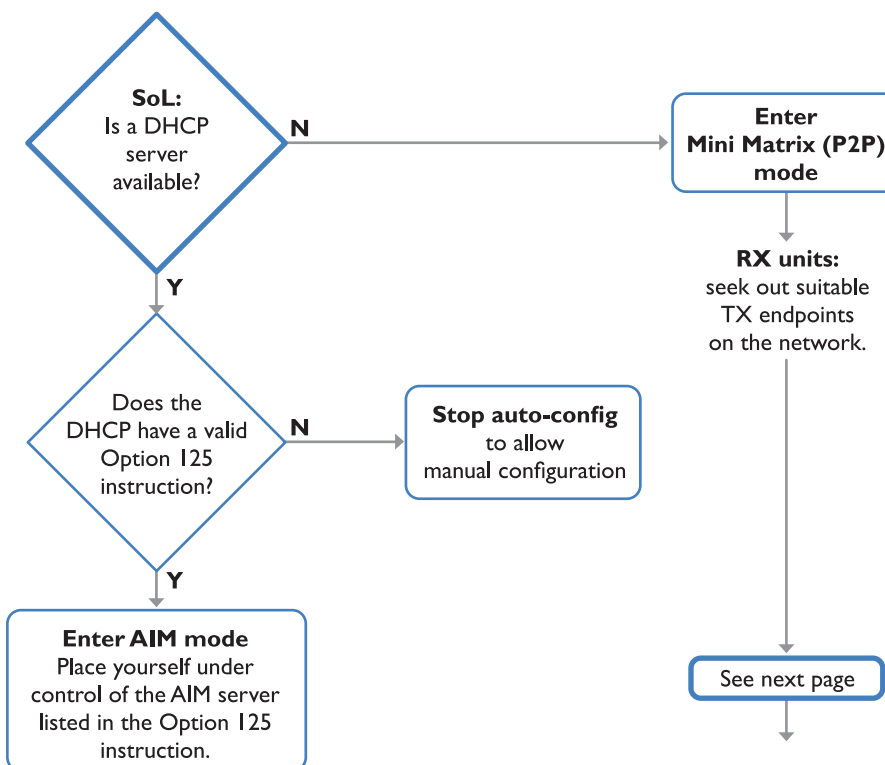 SoL:
Is a DHCP
server
available?
N
Enter
Mini Matrix (P2P)
mode
Y
RX units:
seek out suitable
TX endpoints
on the network.
Does the
DHCP have a valid
Option 125
instruction?
N
Stop auto-config
to allow
manual configuration
Y
Enter AIM mode
Place yourself under
control of the AIM server
listed in the Option 125
instruction.
See next page